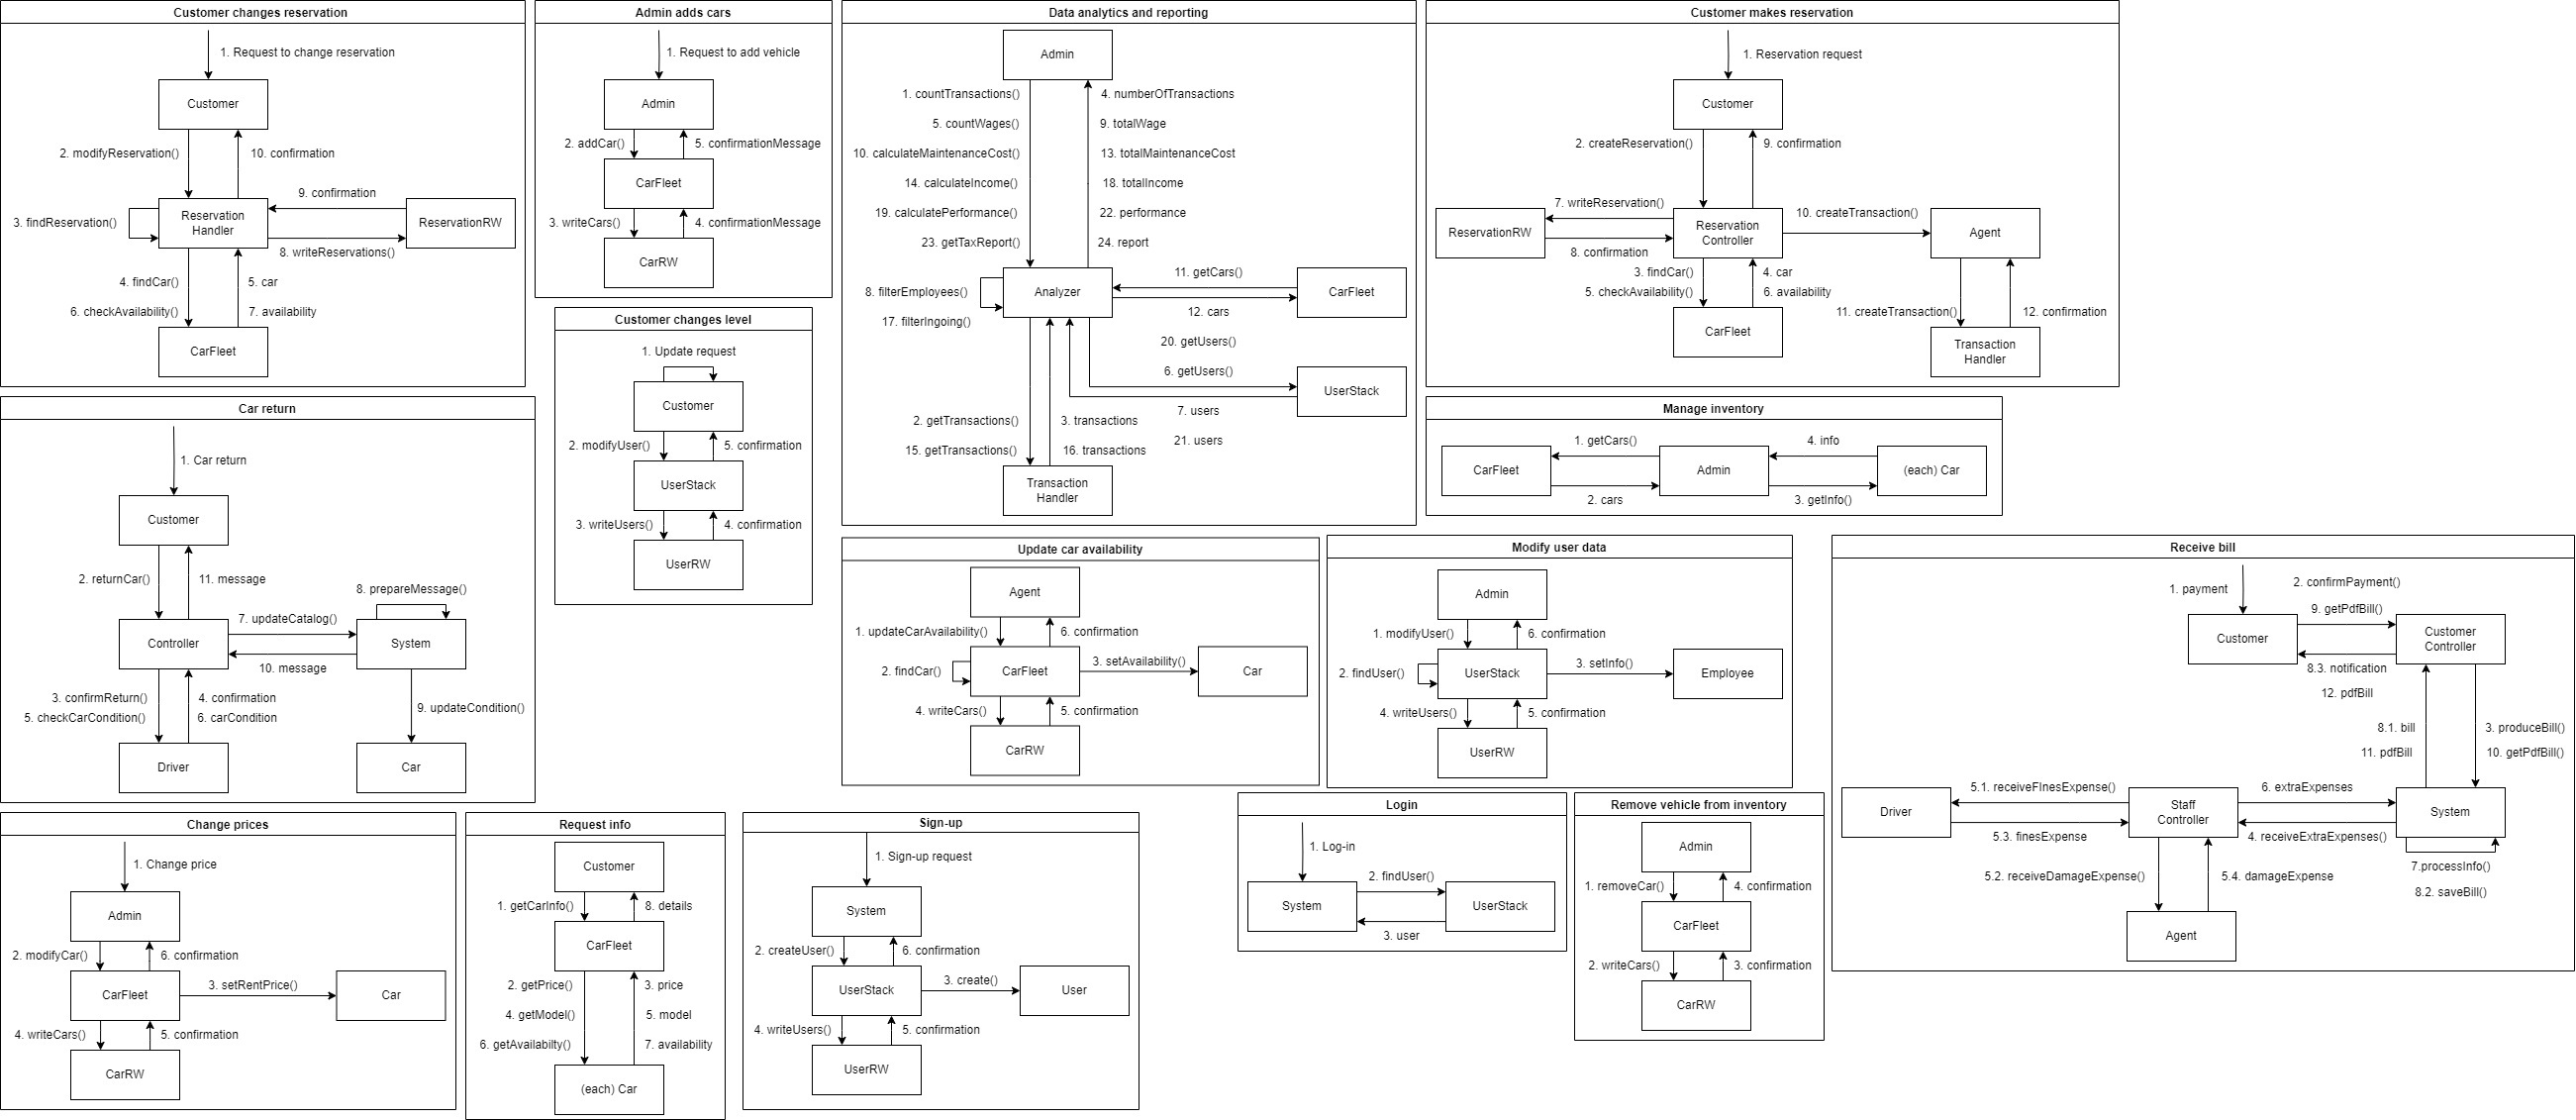 Customer changes reservation
1. Request to change reservation
Customer
2. modifyReservation()
10. confirmation
9. confirmation
3. findReservation()
Reservation
Handler
ReservationRW
8. writeReservations()
4. findCar()
5. car
6. checkAvailability()
7. availability
CarFleet
Admin adds cars
1. Request to add vehicle
Admin
2. addCar()
5. confirmationMessage
CarFleet
3. writeCars()
4. confirmationMessage
CarRW
Customer changes level
1. Update request
Customer
2. modifyUser()
5. confirmation
UserStack
3. writeUsers()
4. confirmation
UserRW
Data analytics and reporting
Admin
1. countTransactions()
4. numberOfTransactions
5. countWages()
9. totalWage
10. calculateMaintenanceCost()
13. totalMaintenanceCost
14. calculateIncome()
18. totalIncome
19. calculatePerformance()
22. performance
23. getTaxReport()
24. report
11. getCars()
8. filterEmployees()
Analyzer
CarFleet
17. filterIngoing()
12. cars
20. getUsers()
6. getUsers()
UserStack
7. users
2. getTransactions()
3. transactions
21. users
15. getTransactions()
16. transactions
Transaction
Handler
Customer makes reservation
1. Reservation request
Customer
2. createReservation()
9. confirmation
7. writeReservation()
10. createTransaction()
ReservationRW
Reservation
Controller
Agent
8. confirmation
3. findCar()
4. car
5. checkAvailability()
6. availability
11. createTransaction()
12. confirmation
CarFleet
Transaction
Handler
Car return
1. Car return
Customer
2. returnCar()
11. message
8. prepareMessage()
7. updateCatalog()
Controller
System
10. message
3. confirmReturn()
4. confirmation
5. checkCarCondition()
6. carCondition
9. updateCondition()
Driver
Car
Manage inventory
1. getCars()
4. info
CarFleet
Admin
(each) Car
2. cars
3. getInfo()
Update car availability
Agent
1. updateCarAvailability()
6. confirmation
2. findCar()
CarFleet
3. setAvailability()
Car
4. writeCars()
5. confirmation
CarRW
Modify user data
Admin
1. modifyUser()
6. confirmation
2. findUser()
UserStack
3. setInfo()
Employee
4. writeUsers()
5. confirmation
UserRW
Receive bill
1. payment
2. confirmPayment()
9. getPdfBill()
Customer
Customer
Controller
8.3. notification
12. pdfBill
8.1. bill
3. produceBill()
11. pdfBill
10. getPdfBill()
5.1. receiveFInesExpense()
6. extraExpenses
Driver
Staff
Controller
System
5.3. finesExpense
4. receiveExtraExpenses()
7.processInfo()
5.2. receiveDamageExpense()
5.4. damageExpense
8.2. saveBill()
Agent
Change prices
1. Change price
Admin
2. modifyCar()
6. confirmation
CarFleet
3. setRentPrice()
Car
4. writeCars()
5. confirmation
CarRW
Request info
Customer
1. getCarInfo()
8. details
CarFleet
2. getPrice()
3. price
4. getModel()
5. model
6. getAvailabilty()
7. availability
(each) Car
Sign-up
1. Sign-up request
System
2. createUser()
6. confirmation
UserStack
3. create()
User
4. writeUsers()
5. confirmation
UserRW
Login
1. Log-in
2. findUser()
System
UserStack
3. user
Remove vehicle from inventory
Admin
1. removeCar()
4. confirmation
CarFleet
2. writeCars()
3. confirmation
CarRW